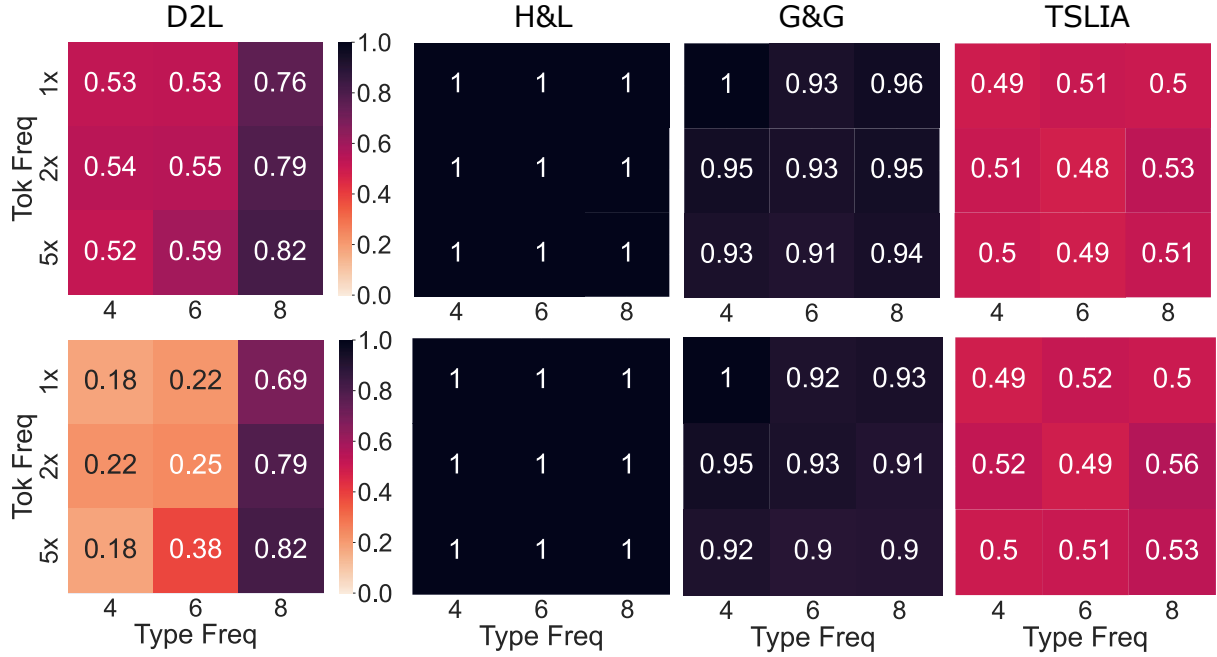 D2L H&L G&G TSLIA
1x 0.53 0.53 0.76 1.0 1 1 1 1 0.93 0.96 0.49 0.51 0.5
0.8
Tok Freq 2x 0.54 0.55 0.79 0.6 1 1 1 0.95 0.93 0.95 0.51 0.48 0.53
0.4
5x 0.52 0.59 0.82 0.2 1 1 1 0.93 0.91 0.94 0.5 0.49 0.51
0.0
4 6 8 4 6 8 4 6 8 4 6 8
1x 0.18 0.22 0.69 1.0 1 1 1 1 0.92 0.93 0.49 0.52 0.5
0.8
Tok Freq 2x 0.22 0.25 0.79 0.6 1 1 1 0.95 0.93 0.91 0.52 0.49 0.56
0.4
5x 0.18 0.38 0.82 0.2 1 1 1 0.92 0.9 0.9 0.5 0.51 0.53
0.0
4 6 8 4 6 8 4 6 8 4 6 8
Type Freq Type Freq Type Freq Type Freq